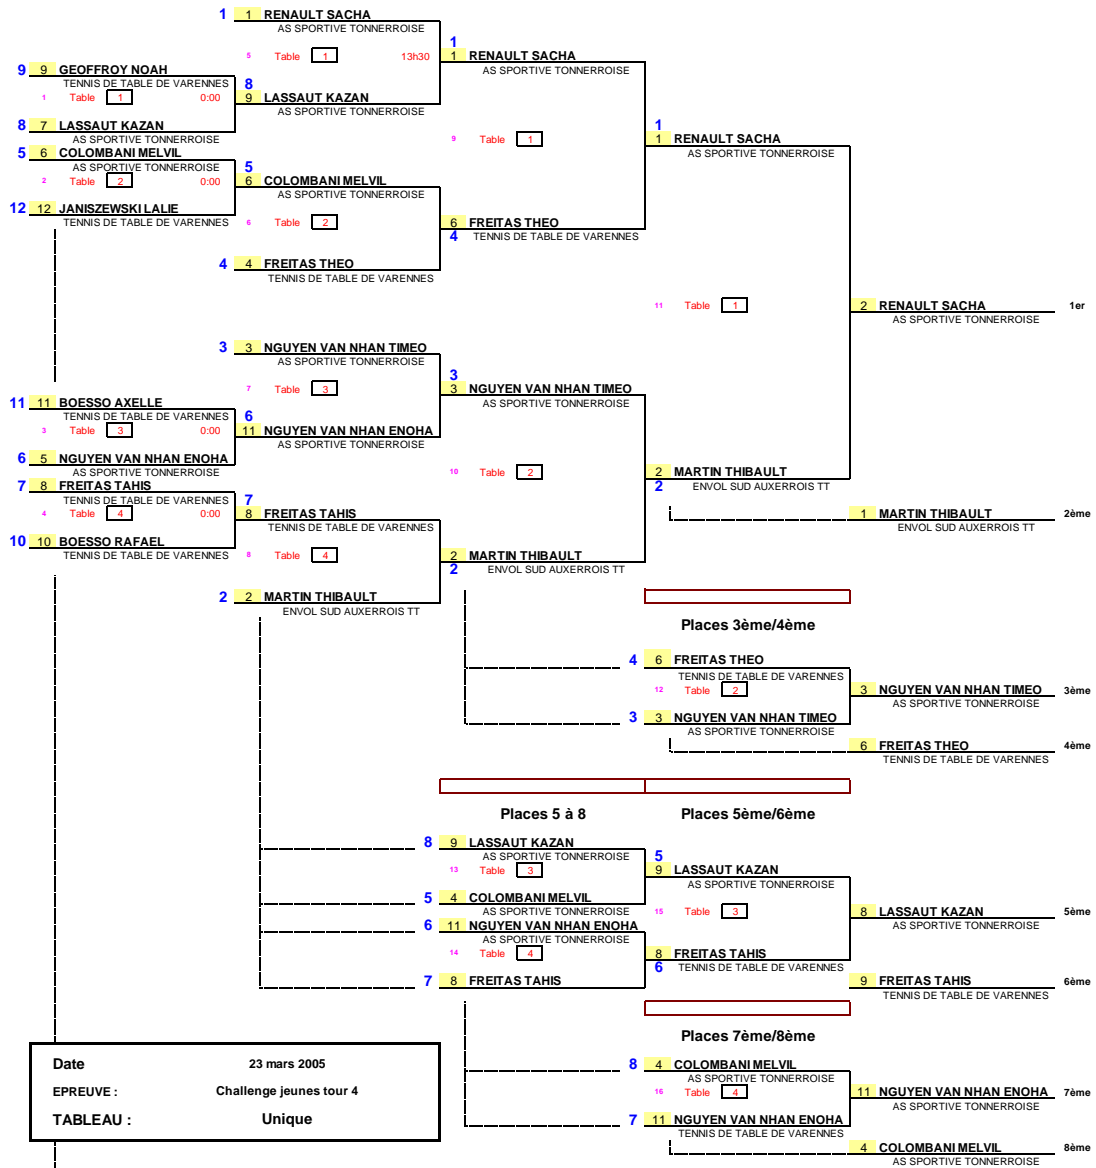 1 1 RENAULT SACHA
AS SPORTIVE TONNERROISE
5 Table 1 13h30
1
1 RENAULT SACHA
AS SPORTIVE TONNERROISE
9 9 GEOFFROY NOAH
TENNIS DE TABLE DE VARENNES
1 Table 1 0:00
8
9 LASSAUT KAZAN
AS SPORTIVE TONNERROISE
8 7 LASSAUT KAZAN
AS SPORTIVE TONNERROISE
9 Table 1
1
1 RENAULT SACHA
AS SPORTIVE TONNERROISE
5 6 COLOMBANI MELVIL
AS SPORTIVE TONNERROISE
2 Table 2 0:00
5
6 COLOMBANI MELVIL
AS SPORTIVE TONNERROISE
12 12 JANISZEWSKI LALIE
TENNIS DE TABLE DE VARENNES
6 Table 2
6 FREITAS THEO
4 TENNIS DE TABLE DE VARENNES
4 4 FREITAS THEO
TENNIS DE TABLE DE VARENNES
11 Table 1
2 RENAULT SACHA 1er
AS SPORTIVE TONNERROISE
3 3 NGUYEN VAN NHAN TIMEO
AS SPORTIVE TONNERROISE
7 Table 3
3
3 NGUYEN VAN NHAN TIMEO
AS SPORTIVE TONNERROISE
11 11 BOESSO AXELLE
TENNIS DE TABLE DE VARENNES
3 Table 3 0:00
6
11 NGUYEN VAN NHAN ENOHA
AS SPORTIVE TONNERROISE
6 5 NGUYEN VAN NHAN ENOHA
AS SPORTIVE TONNERROISE
10 Table 2
2 MARTIN THIBAULT
2 ENVOL SUD AUXERROIS TT
7 8 FREITAS TAHIS
TENNIS DE TABLE DE VARENNES
4 Table 4 0:00
7
8 FREITAS TAHIS
TENNIS DE TABLE DE VARENNES
1 MARTIN THIBAULT 2ème
ENVOL SUD AUXERROIS TT
10 10 BOESSO RAFAEL
TENNIS DE TABLE DE VARENNES
8 Table 4
2 MARTIN THIBAULT
2 ENVOL SUD AUXERROIS TT
2 2 MARTIN THIBAULT
ENVOL SUD AUXERROIS TT
Places 3ème/4ème
4 6 FREITAS THEO
TENNIS DE TABLE DE VARENNES
12 Table 2
3 NGUYEN VAN NHAN TIMEO 3ème
AS SPORTIVE TONNERROISE
3 3 NGUYEN VAN NHAN TIMEO
AS SPORTIVE TONNERROISE
6 FREITAS THEO 4ème
TENNIS DE TABLE DE VARENNES
Places 5 à 8 Places 5ème/6ème
8 9 LASSAUT KAZAN
AS SPORTIVE TONNERROISE
13 Table 3
5
9 LASSAUT KAZAN
AS SPORTIVE TONNERROISE
5 4 COLOMBANI MELVIL
AS SPORTIVE TONNERROISE
15 Table 3
8 LASSAUT KAZAN 5ème
AS SPORTIVE TONNERROISE
6 11 NGUYEN VAN NHAN ENOHA
AS SPORTIVE TONNERROISE
14 Table 4
8 FREITAS TAHIS
6 TENNIS DE TABLE DE VARENNES
7 8 FREITAS TAHIS
9 FREITAS TAHIS 6ème
TENNIS DE TABLE DE VARENNES
Places 7ème/8ème
8 4 COLOMBANI MELVIL
AS SPORTIVE TONNERROISE
16 Table 4
11 NGUYEN VAN NHAN ENOHA 7ème
AS SPORTIVE TONNERROISE
7 11 NGUYEN VAN NHAN ENOHA
TENNIS DE TABLE DE VARENNES
4 COLOMBANI MELVIL 8ème
AS SPORTIVE TONNERROISE
Date 23 mars 2005
EPREUVE : Challenge jeunes tour 4
TABLEAU : Unique